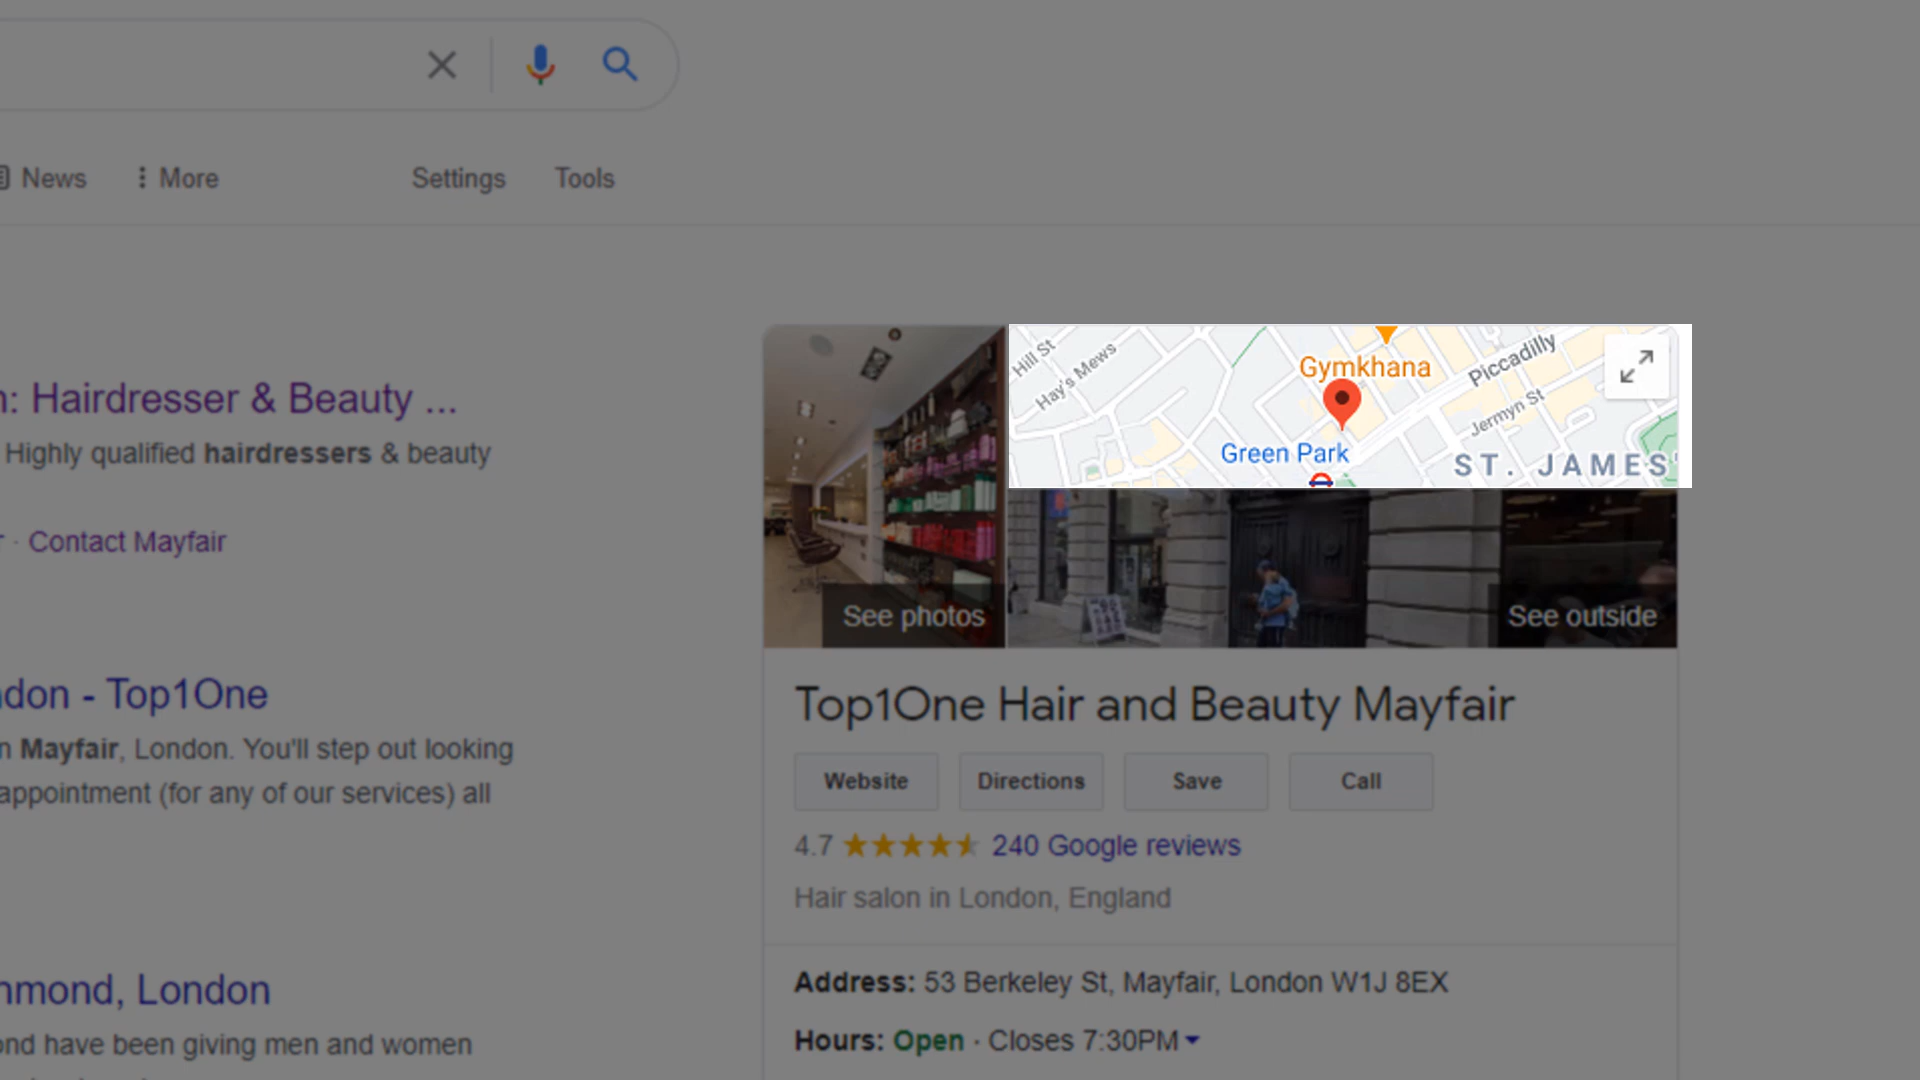 News
More
Settings
Tools
n: Hairdresser & Beauty ...
Highly qualified hairdressers & beauty
r · Contact Mayfair
ndon - Top1One
n Mayfair, London. You'll step out looking
appointment (for any of our services) all
hmond, London
ond have been giving men and women
Hill St
Hay's Mews
Gymkhana
Piccadilly
Jermyn St
Green Park
ST. JAMES'
See photos
See outside
Top1One Hair and Beauty Mayfair
Website
Directions
Save
Call
4.7
240 Google reviews
Hair salon in London, England
Address: 53 Berkeley St, Mayfair, London W1J 8EX
Hours: Open · Closes 7:30PM